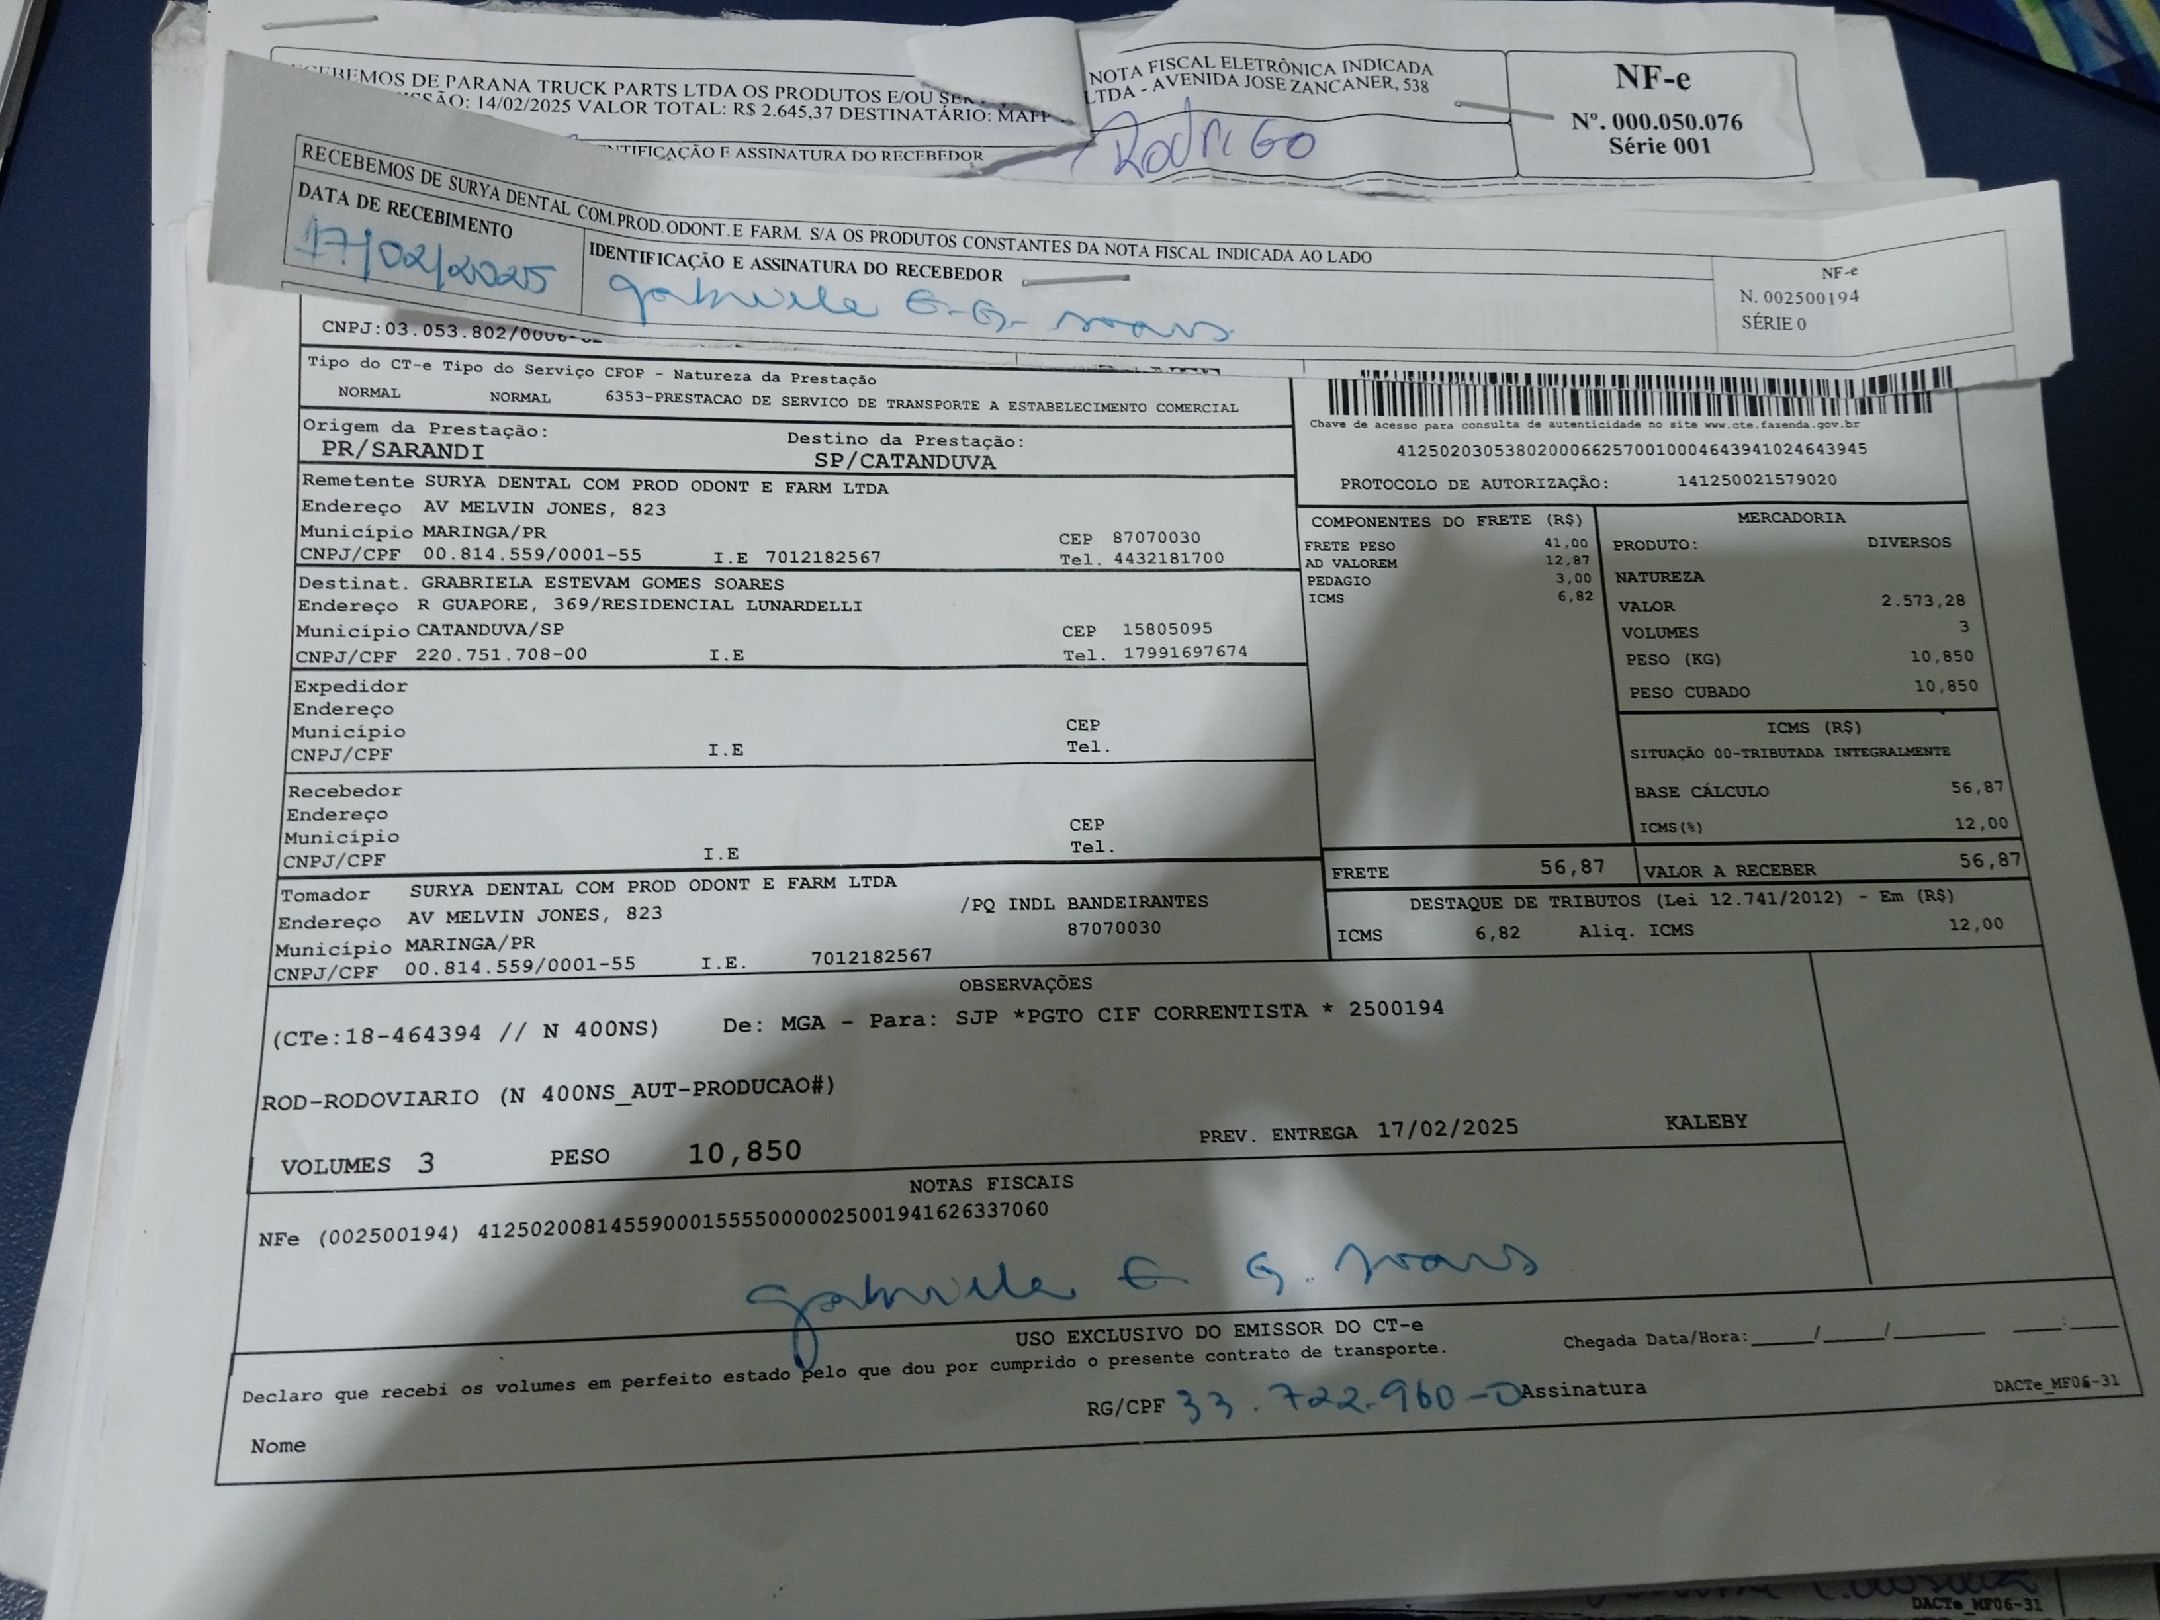 CEBEMOS DE PARANA TRUCK PARTS LTDA OS PRODUTOS E/OU
NOTA FISCAL ELETRÔNICA INDICADA
SSÃO: 14/02/2025 VALOR TOTAL: R$ 2.645,37 DESTINATÁRIO:
LTDA - AVENIDA JOSE ZANCANER, 538
NTIFICAÇÃO E ASSINATURA DO RECEBEDOR
Rodrigo
NF-e
Nº. 000.050.076
Série 001
RECEBEMOS DE SURYA DENTAL COM.PROD.ODONT.E FARM. S/A OS PRODUTOS CONSTANTES DA NOTA FISCAL INDICADA AO LADO
DATA DE RECEBIMENTO
17/02/2025
IDENTIFICAÇÃO E ASSINATURA DO RECEBEDOR
NF-e
N. 002500194
SÉRIE 0
CNPJ:03.053.802/0006-
Tipo do CT-e Tipo do Serviço CFOP - Natureza da Prestação
NORMAL NORMAL 6353-PRESTACAO DE SERVICO DE TRANSPORTE A ESTABELECIMENTO COMERCIAL
Origem da Prestação: Destino da Prestação:
PR/SARANDI SP/CATANDUVA
Chave de acesso para consulta de autenticidade no site www.cte.fazenda.gov.br
41250203053802000662570010004643941024643945
PROTOCOLO DE AUTORIZAÇÃO: 141250021579020
Remetente SURYA DENTAL COM PROD ODONT E FARM LTDA
Endereço AV MELVIN JONES, 823
Município MARINGA/PR CEP 87070030
CNPJ/CPF 00.814.559/0001-55 I.E 7012182567 Tel. 4432181700
Destinat. GRABRIELA ESTEVAM GOMES SOARES
Endereço R GUAPORE, 369/RESIDENCIAL LUNARDELLI
Município CATANDUVA/SP CEP 15805095
CNPJ/CPF 220.751.708-00 I.E Tel. 17991697674
Expedidor
Endereço
Município CEP
CNPJ/CPF I.E Tel.
Recebedor
Endereço
Município CEP
CNPJ/CPF I.E Tel.
Tomador SURYA DENTAL COM PROD ODONT E FARM LTDA
Endereço AV MELVIN JONES, 823 /PQ INDL BANDEIRANTES
Município MARINGA/PR 87070030
CNPJ/CPF 00.814.559/0001-55 I.E. 7012182567
COMPONENTES DO FRETE (R$)
FRETE PESO 41,00
AD VALOREM 12,87
PEDAGIO 3,00
ICMS 6,82
MERCADORIA
PRODUTO: DIVERSOS
NATUREZA
VALOR 2.573,28
VOLUMES 3
PESO (KG) 10,850
PESO CUBADO 10,850
ICMS (R$)
SITUAÇÃO 00-TRIBUTADA INTEGRALMENTE
BASE CÁLCULO 56,87
ICMS(%) 12,00
FRETE 56,87 VALOR A RECEBER 56,87
DESTAQUE DE TRIBUTOS (Lei 12.741/2012) - Em (R$)
ICMS 6,82 Aliq. ICMS 12,00
OBSERVAÇÕES
(CTe:18-464394 // N 400NS) De: MGA - Para: SJP *PGTO CIF CORRENTISTA * 2500194
ROD-RODOVIARIO (N 400NS_AUT-PRODUCAO#)
VOLUMES 3 PESO 10,850 PREV. ENTREGA 17/02/2025 KALEBY
NOTAS FISCAIS
NFe (002500194) 41250200814559000155550000025001941626337060
USO EXCLUSIVO DO EMISSOR DO CT-e
Declaro que recebi os volumes em perfeito estado pelo que dou por cumprido o presente contrato de transporte.
Chegada Data/Hora:_____/_____/_______ ____:____
Nome RG/CPF 33.722.960-0 Assinatura
DACTe_MF06-31
DACTe_MF06-31